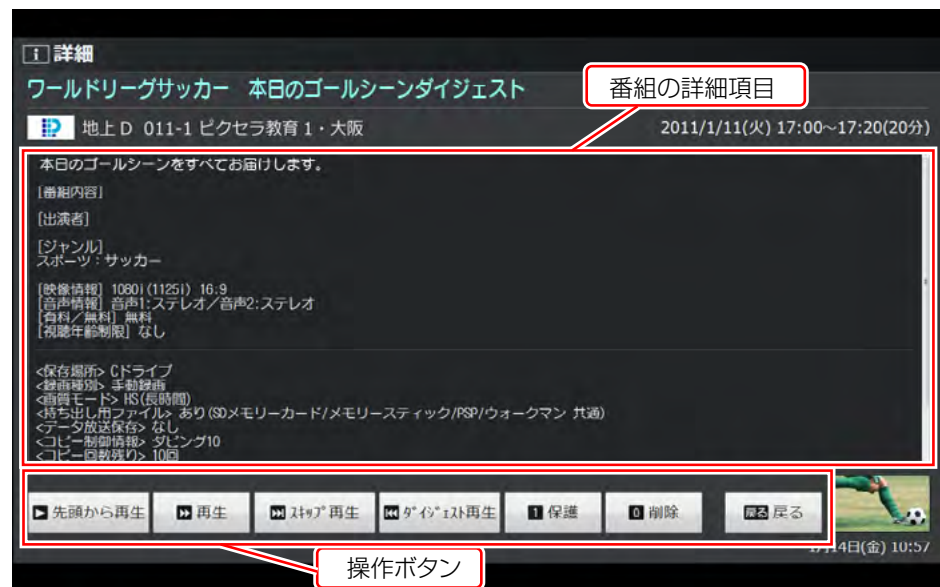 i 詳細
ワールドリーグサッカー 本日のゴールシーンダイジェスト
番組の詳細項目
地上D 011-1 ピクセラ教育1・大阪
2011/1/11(火) 17:00～17:20(20分)
本日のゴールシーンをすべてお届けします。
[番組内容]
[出演者]
[ジャンル]
スポーツ：サッカー
[映像情報] 1080i(1125i) 16:9
[音声情報] 音声1:ステレオ／音声2:ステレオ
[有料／無料] 無料
[視聴年齢制限] なし
<保存場所> Cドライブ
<録画種別> 手動録画
<画質モード> HS(長時間)
<持ち出し用ファイル> あり(SDメモリーカード/メモリースティック/PSP/ウォークマン 共通)
<データ放送保存> なし
<コピー制御情報> ダビング10
<コピー回数残り> 10回
先頭から再生 再生 ｽｷｯﾌﾟ再生 ﾀﾞｲｼﾞｪｽﾄ再生 1 保護 0 削除 戻る 戻る
14日(金) 10:57
操作ボタン